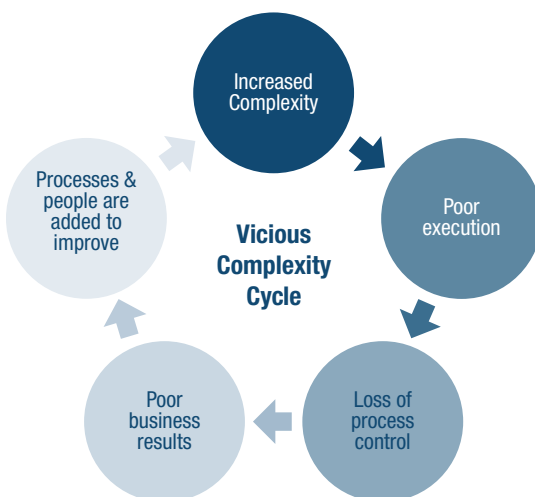 Increased
Complexity
Poor
execution
Loss of
process
control
Poor
business
results
Processes &
people are
added to
improve
Vicious
Complexity
Cycle